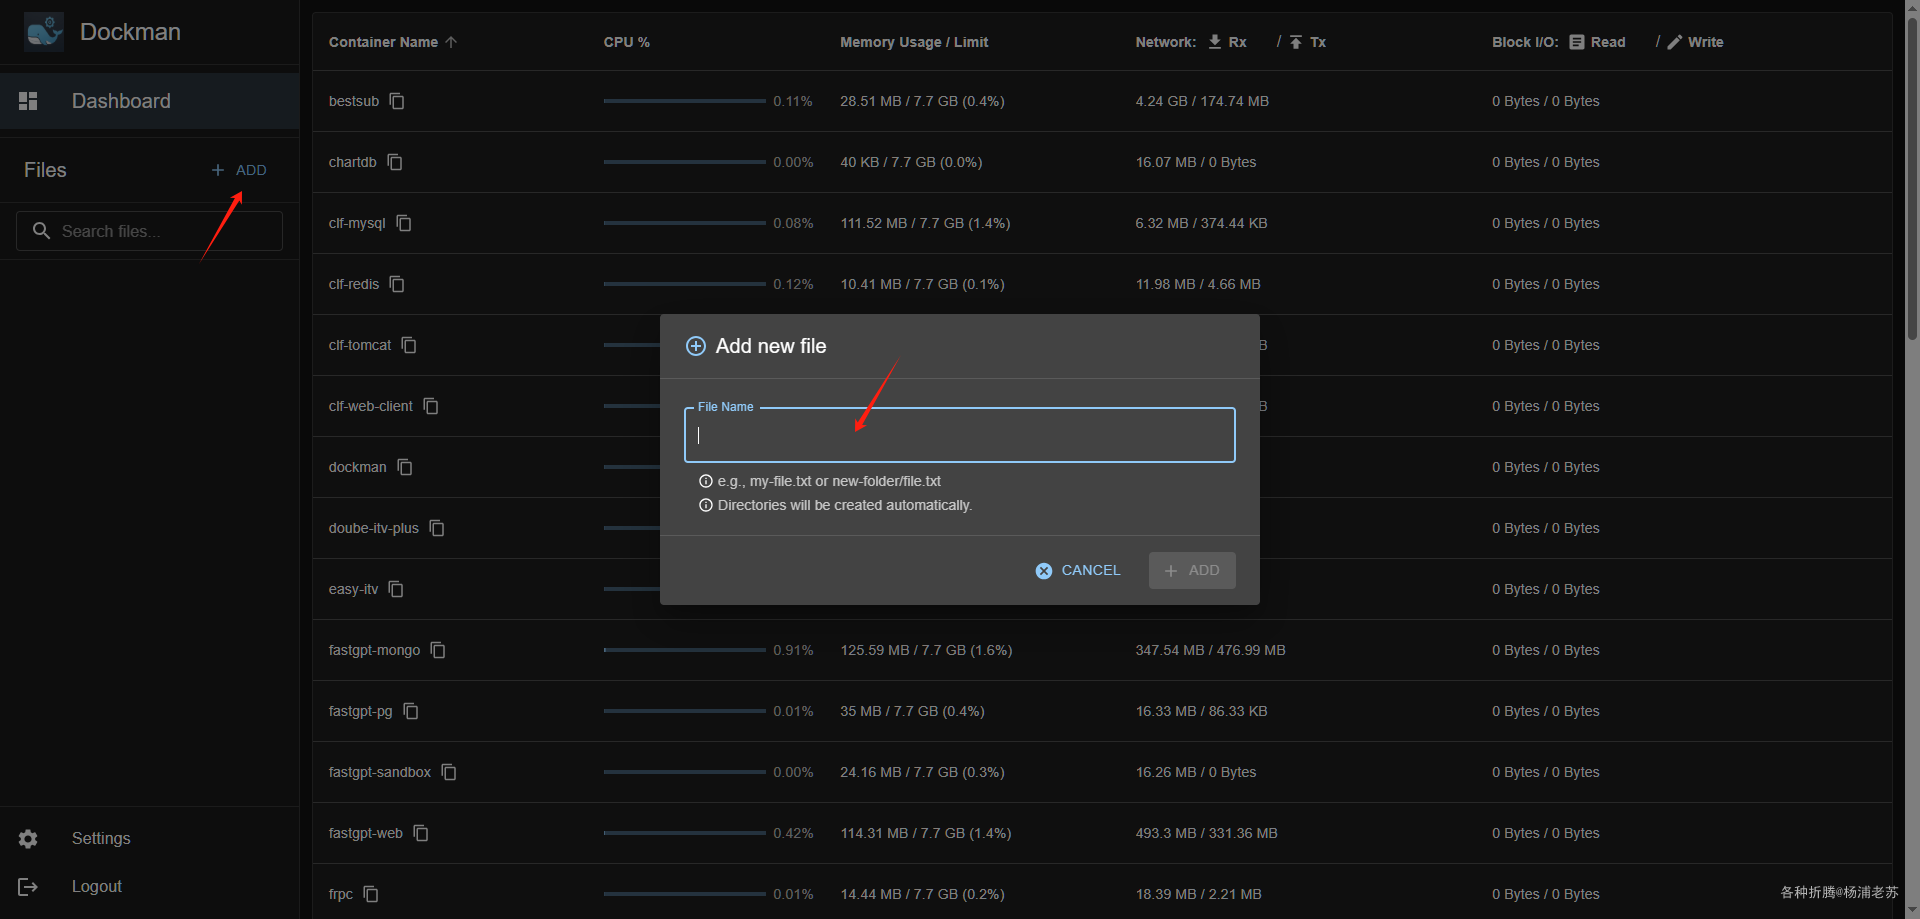 Dockman
Dashboard
Files
+ ADD
Search files...
Settings
Logout
Container Name CPU % Memory Usage / Limit Network: Rx / Tx Block I/O: Read / Write
bestsub 0.11% 28.51 MB / 7.7 GB (0.4%) 4.24 GB / 174.74 MB 0 Bytes / 0 Bytes
chartdb 0.00% 40 KB / 7.7 GB (0.0%) 16.07 MB / 0 Bytes 0 Bytes / 0 Bytes
clf-mysql 0.08% 111.52 MB / 7.7 GB (1.4%) 6.32 MB / 374.44 KB 0 Bytes / 0 Bytes
clf-redis 0.12% 10.41 MB / 7.7 GB (0.1%) 11.98 MB / 4.66 MB 0 Bytes / 0 Bytes
clf-tomcat B 0 Bytes / 0 Bytes
clf-web-client B 0 Bytes / 0 Bytes
dockman 0 Bytes / 0 Bytes
doube-itv-plus 0 Bytes / 0 Bytes
easy-itv 0 Bytes / 0 Bytes
fastgpt-mongo 0.91% 125.59 MB / 7.7 GB (1.6%) 347.54 MB / 476.99 MB 0 Bytes / 0 Bytes
fastgpt-pg 0.01% 35 MB / 7.7 GB (0.4%) 16.33 MB / 86.33 KB 0 Bytes / 0 Bytes
fastgpt-sandbox 0.00% 24.16 MB / 7.7 GB (0.3%) 16.26 MB / 0 Bytes 0 Bytes / 0 Bytes
fastgpt-web 0.42% 114.31 MB / 7.7 GB (1.4%) 493.3 MB / 331.36 MB 0 Bytes / 0 Bytes
frpc 0.01% 14.44 MB / 7.7 GB (0.2%) 18.39 MB / 2.21 MB 0 Bytes / 0 Bytes
Add new file
File Name
e.g., my-file.txt or new-folder/file.txt
Directories will be created automatically.
CANCEL + ADD
各种折腾@杨浦老苏